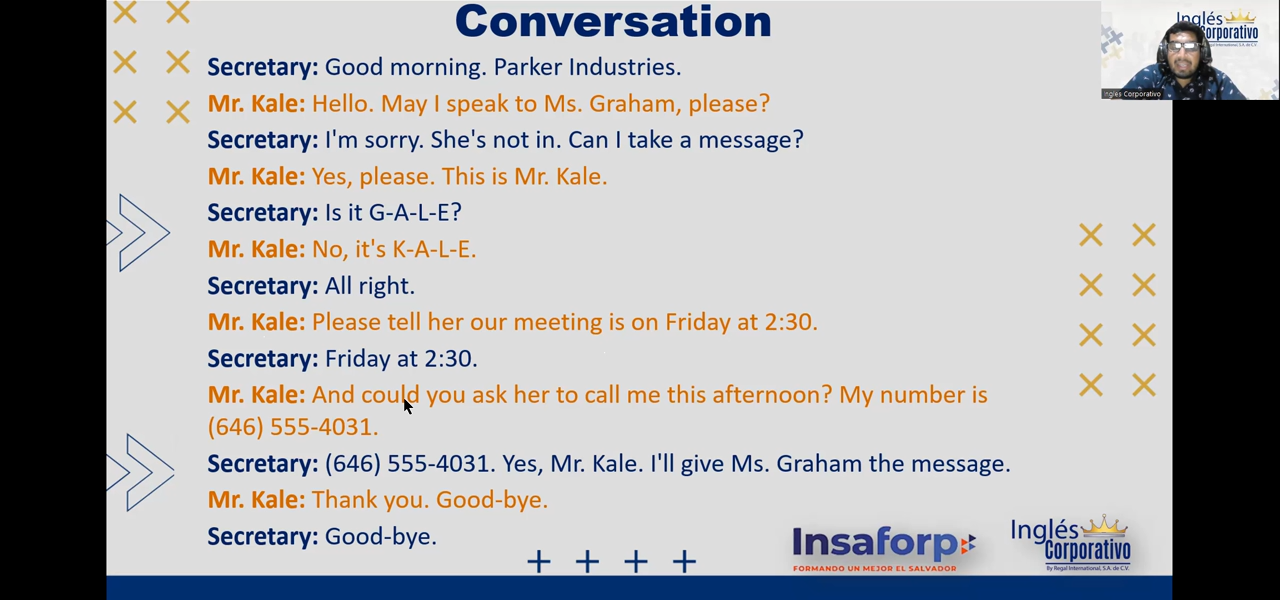 Conversation
Secretary: Good morning. Parker Industries.
Mr. Kale: Hello. May I speak to Ms. Graham, please?
Secretary: I'm sorry. She's not in. Can I take a message?
Mr. Kale: Yes, please. This is Mr. Kale.
Secretary: Is it G-A-L-E?
Mr. Kale: No, it's K-A-L-E.
Secretary: All right.
Mr. Kale: Please tell her our meeting is on Friday at 2:30.
Secretary: Friday at 2:30.
Mr. Kale: And could you ask her to call me this afternoon? My number is
(646) 555-4031.
Secretary: (646) 555-4031. Yes, Mr. Kale. I'll give Ms. Graham the message.
Mr. Kale: Thank you. Good-bye.
Secretary: Good-bye.
Insaforp
FORMANDO UN MEJOR EL SALVADOR
Inglés
Corporativo
By Regal International, S.A. de C.V.
Inglés
Corporativo
Inglés Corporativo